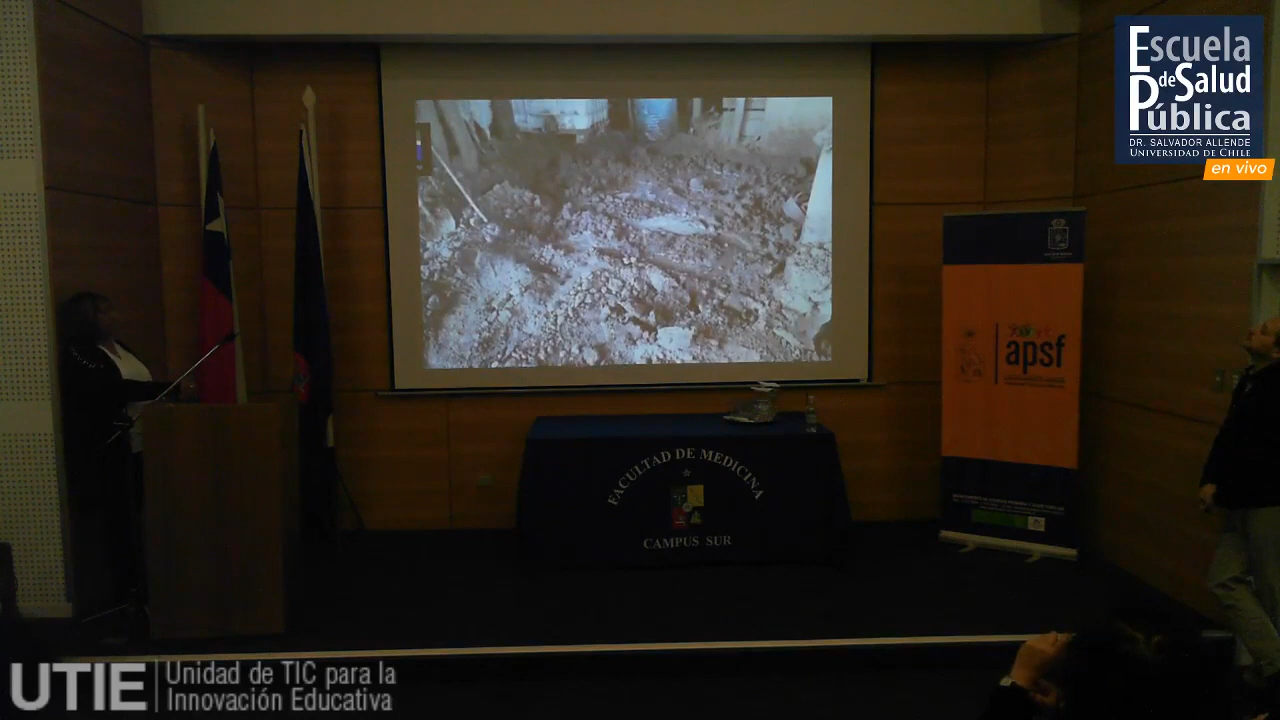 Escuela
de Salud
Pública
DR. SALVADOR ALLENDE
UNIVERSIDAD DE CHILE
en vivo
apsf
FACULTAD DE MEDICINA
CAMPUS SUR
UTIE
Unidad de TIC para la
Innovación Educativa